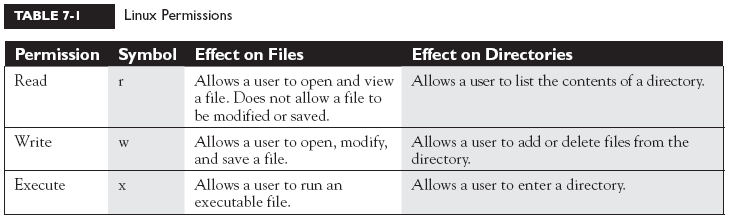 TABLE 7-1 Linux Permissions
Permission Symbol Effect on Files Effect on Directories
Read r Allows a user to open and view Allows a user to list the contents of a directory.
a file. Does not allow a file to
be modified or saved.
Write w Allows a user to open, modify, Allows a user to add or delete files from the
and save a file. directory.
Execute x Allows a user to run an Allows a user to enter a directory.
executable file.